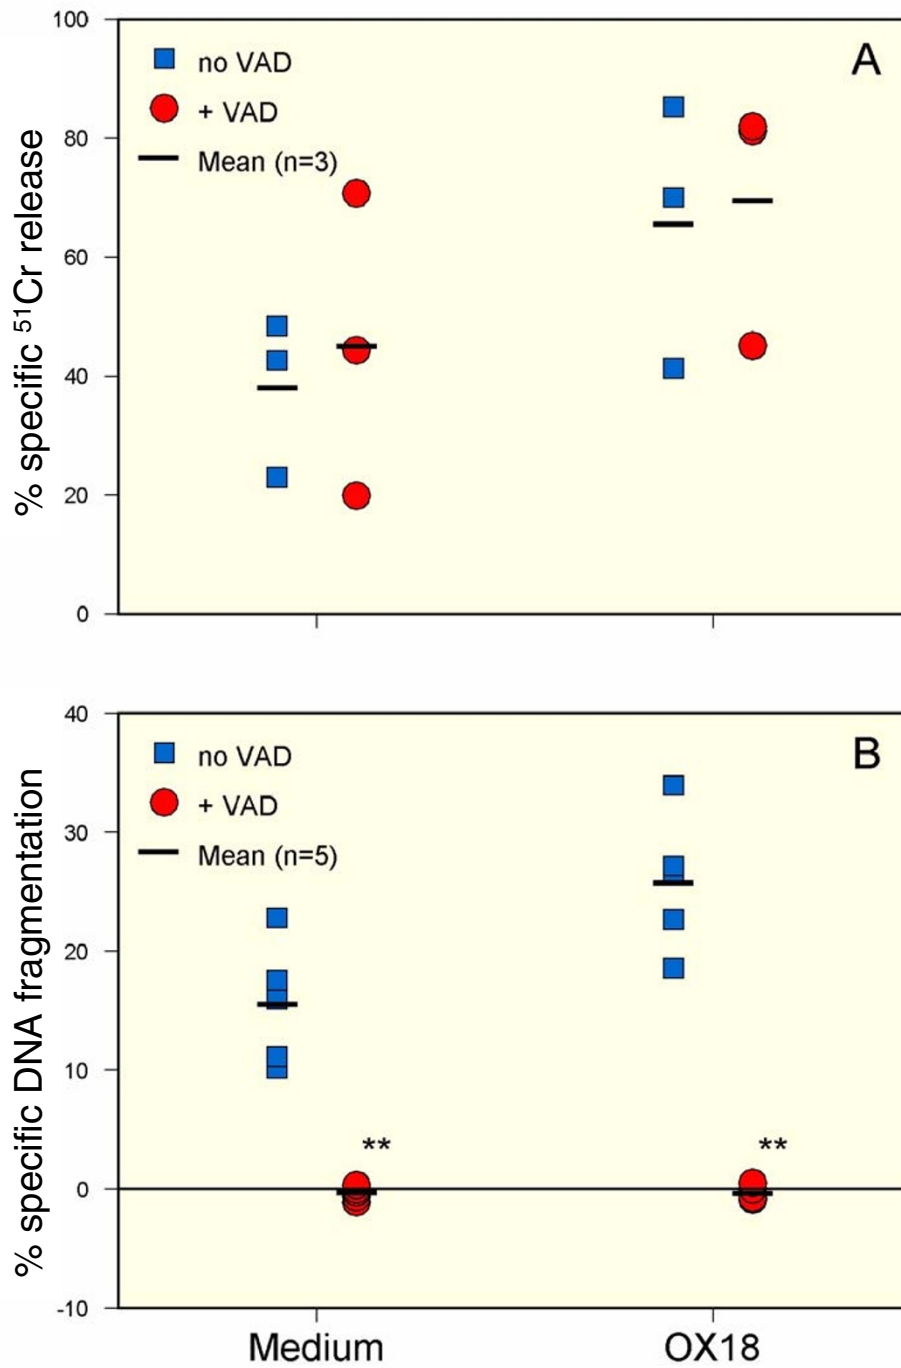 100
80
60
40
20
0
% specific ⁵¹Cr release
no VAD
+ VAD
Mean (n=3)
A
40
30
20
10
0
-10
% specific DNA fragmentation
no VAD
+ VAD
Mean (n=5)
B
**
**
Medium
OX18